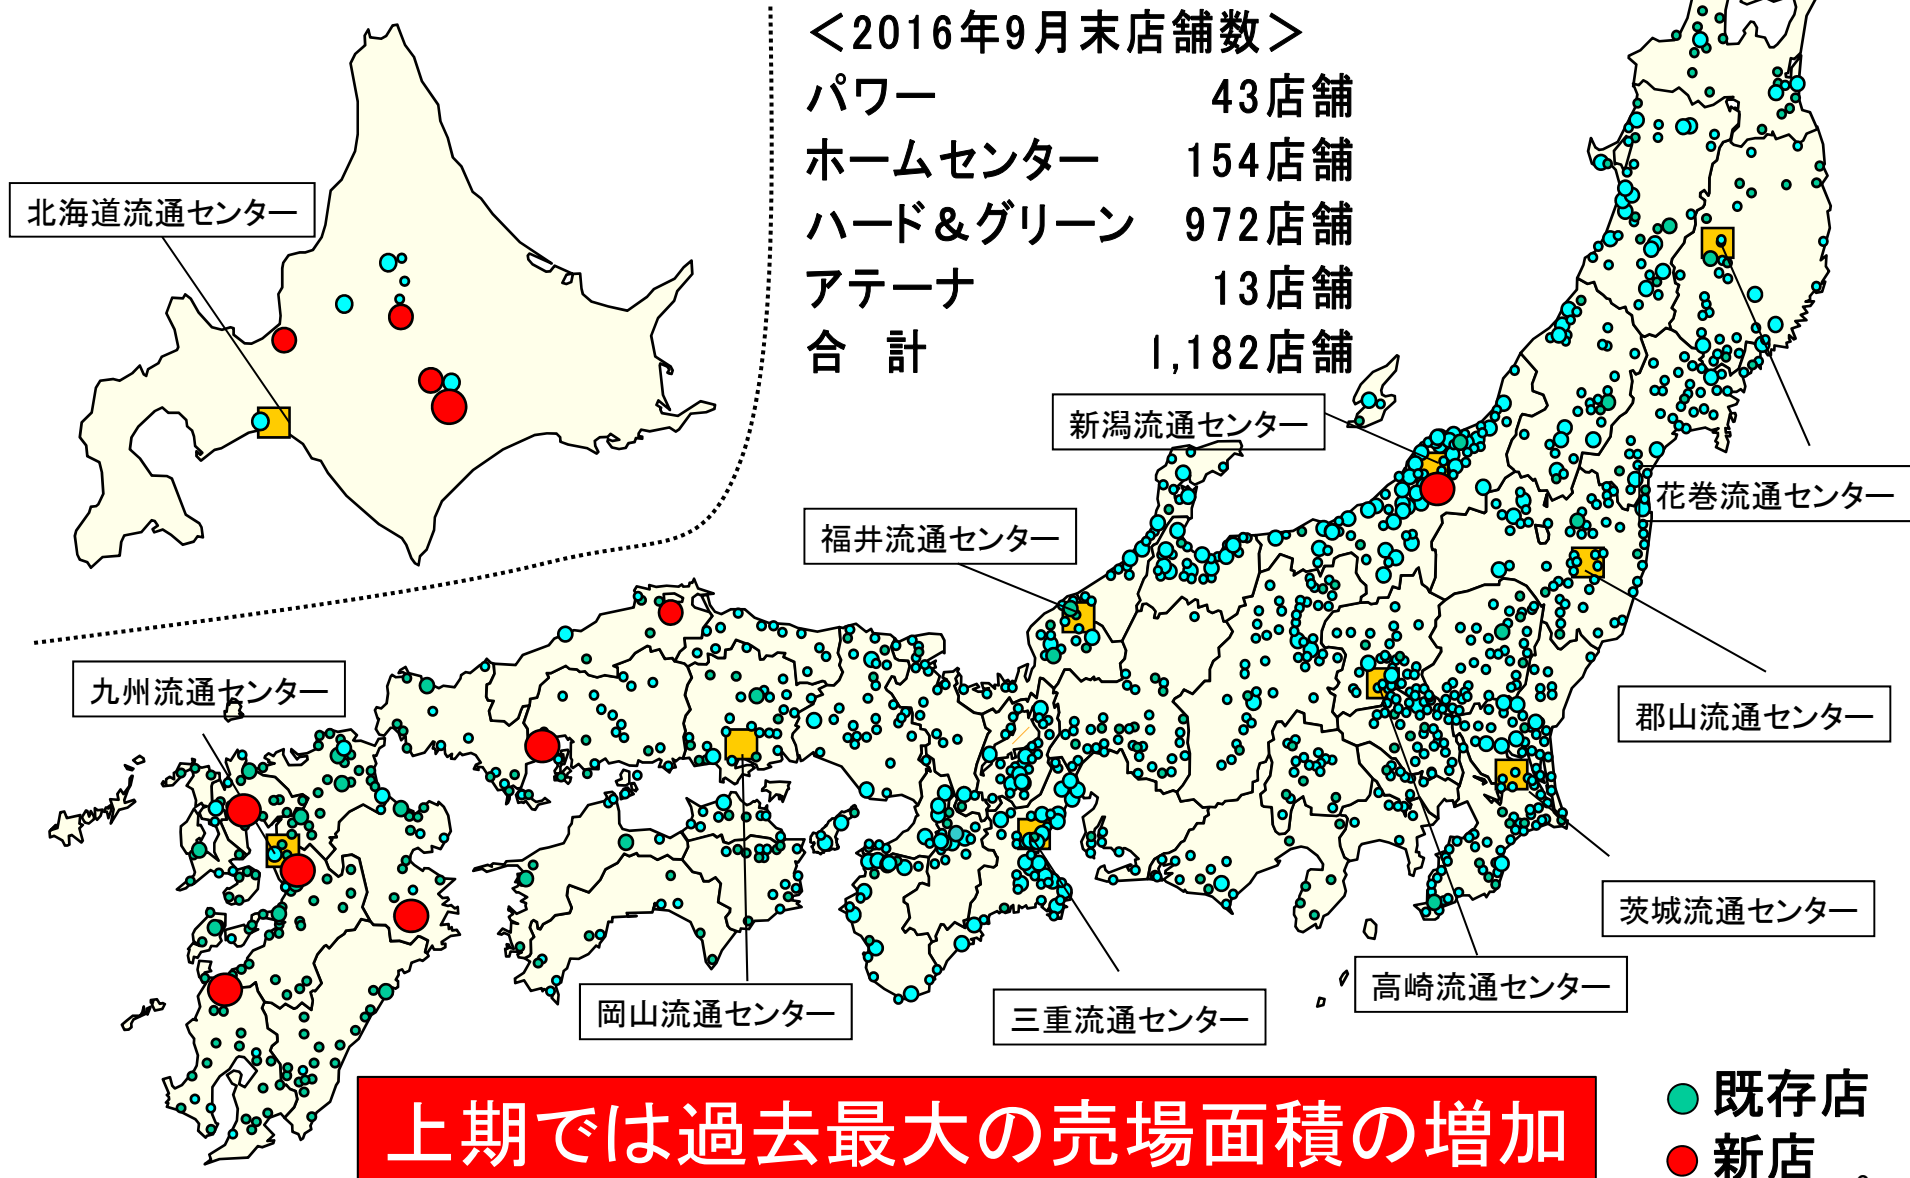 ＜2016年9月末店舗数＞
パワー 43店舗
ホームセンター 154店舗
ハード＆グリーン 972店舗
アテーナ 13店舗
合 計 1,182店舗
北海道流通センター
新潟流通センター
花巻流通センター
福井流通センター
九州流通センター
郡山流通センター
茨城流通センター
高崎流通センター
岡山流通センター
三重流通センター
上期では過去最大の売場面積の増加
既存店
新店